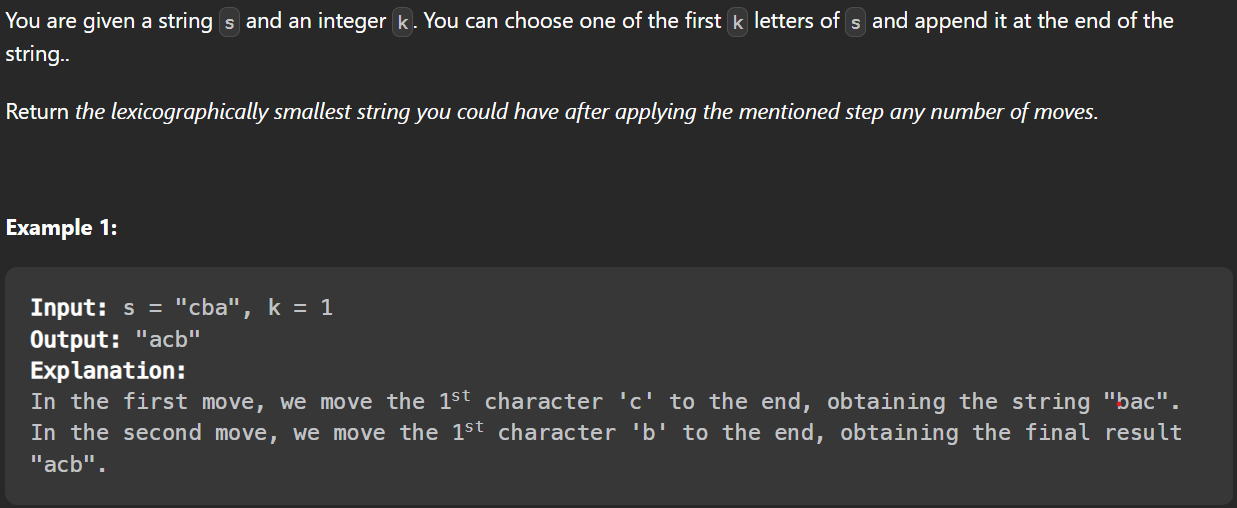 You are given a string s and an integer k. You can choose one of the first k letters of s and append it at the end of the
string..
Return the lexicographically smallest string you could have after applying the mentioned step any number of moves.
Example 1:
Input: s = "cba", k = 1
Output: "acb"
Explanation:
In the first move, we move the 1st character 'c' to the end, obtaining the string "bac".
In the second move, we move the 1st character 'b' to the end, obtaining the final result
"acb".